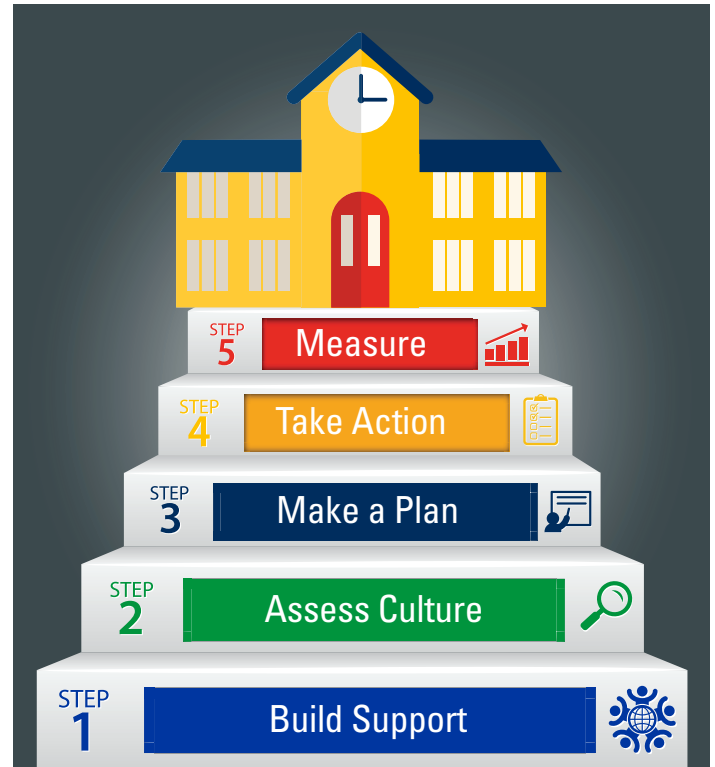 STEP
5
Measure
STEP
4
Take Action
STEP
3
Make a Plan
STEP
2
Assess Culture
STEP
1
Build Support